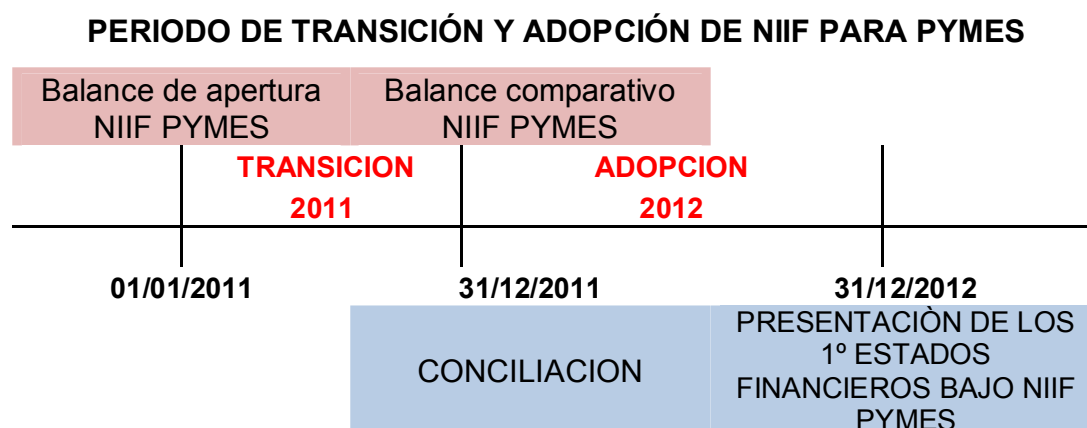 PERIODO DE TRANSICIÓN Y ADOPCIÓN DE NIIF PARA PYMES
Balance de apertura
NIIF PYMES
Balance comparativo
NIIF PYMES
TRANSICION
2011
ADOPCION
2012
01/01/2011
31/12/2011
31/12/2012
CONCILIACION
PRESENTACIÒN DE LOS
1º ESTADOS
FINANCIEROS BAJO NIIF
PYMES